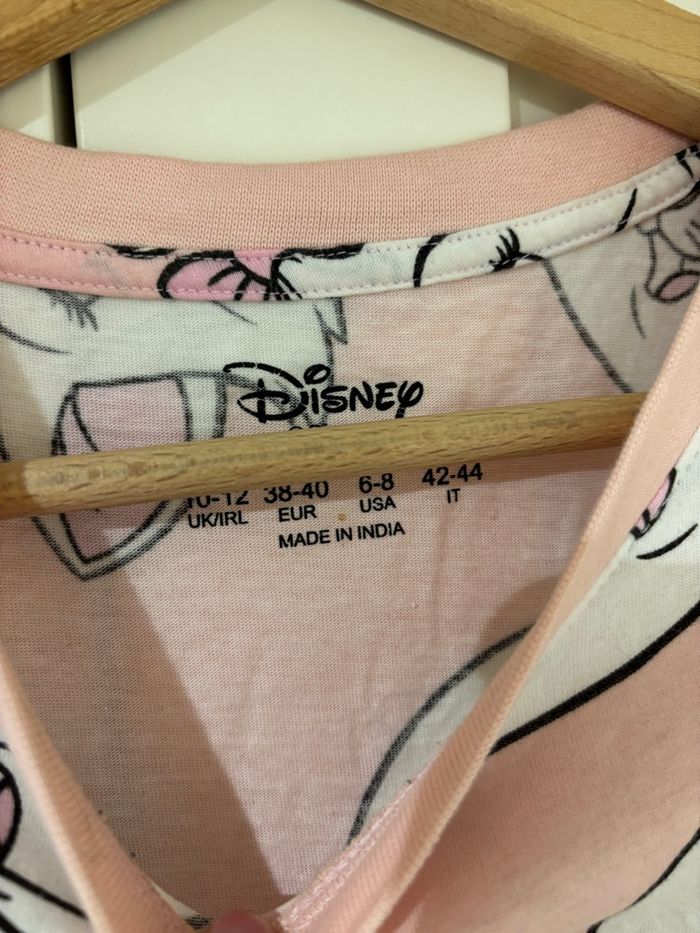 Disney
10-12 38-40 6-8 42-44
UK/IRL EUR USA IT
MADE IN INDIA